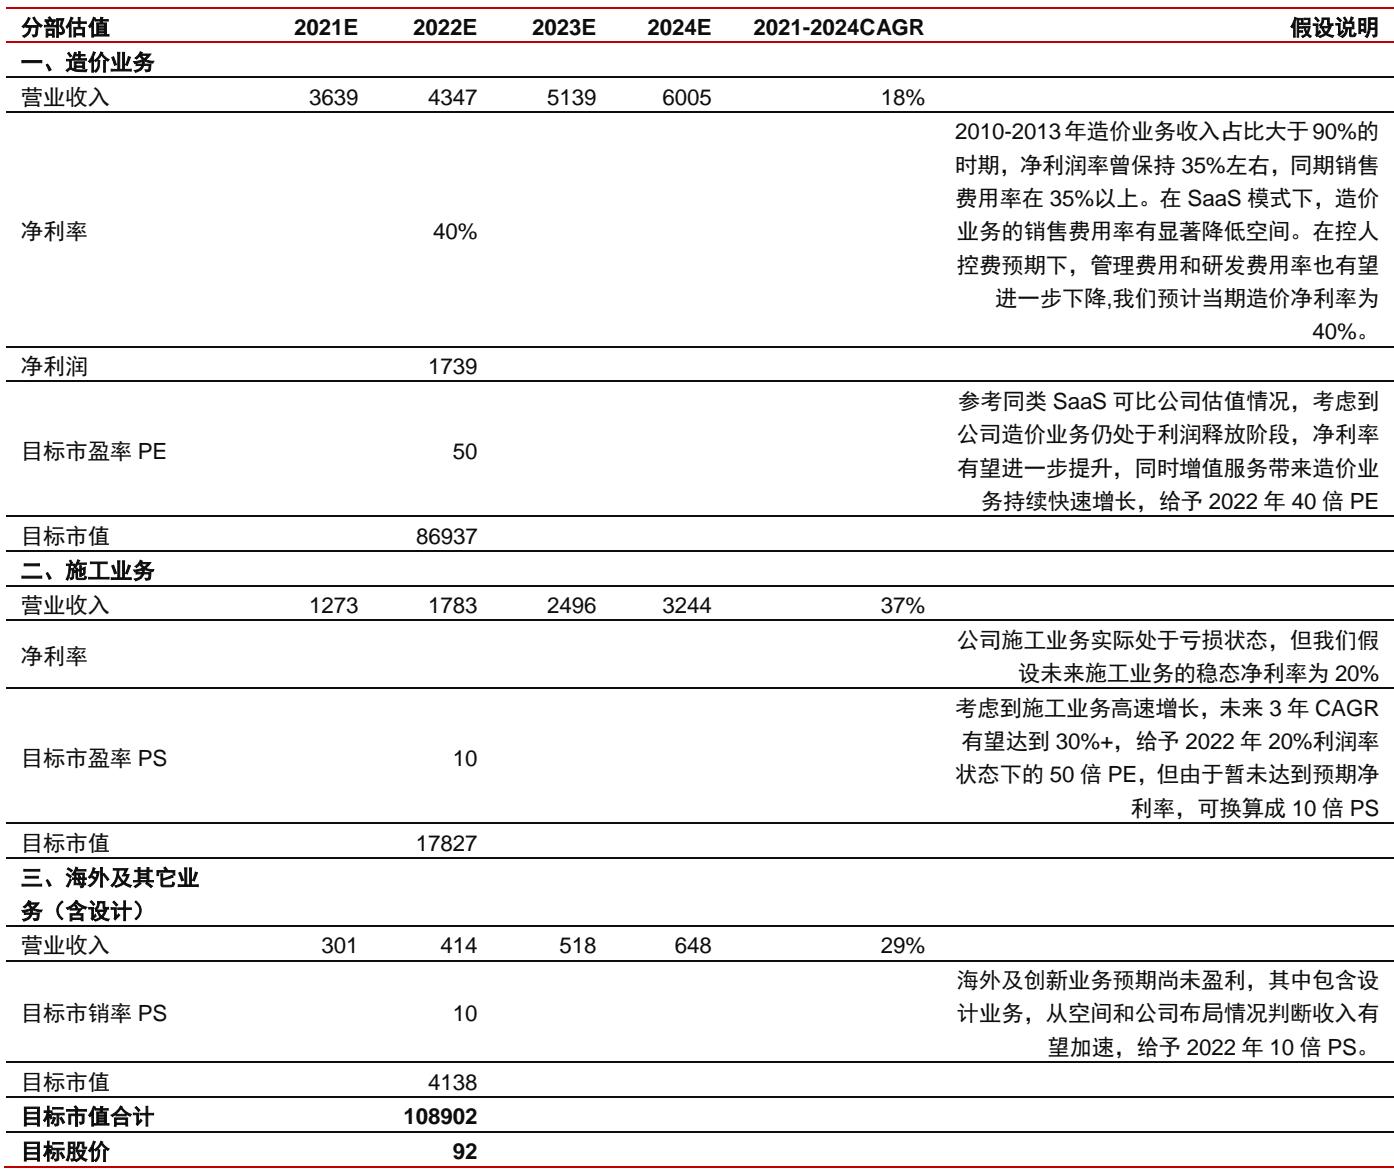 分部估值 2021E 2022E 2023E 2024E 2021-2024CAGR 假设说明
一、造价业务
营业收入 3639 4347 5139 6005 18%
2010-2013 年造价业务收入占比大于 90%的
时期，净利润率曾保持 35%左右，同期销售
费用率在 35%以上。在 SaaS 模式下，造价
净利率 40% 业务的销售费用率有显著降低空间。在控人
控费预期下，管理费用和研发费用率也有望
进一步下降,我们预计当期造价净利率为
40%。
净利润 1739
参考同类 SaaS 可比公司估值情况，考虑到
目标市盈率 PE 50 公司造价业务仍处于利润释放阶段，净利率
有望进一步提升，同时增值服务带来造价业
务持续快速增长，给予 2022 年 40 倍 PE
目标市值 86937
二、施工业务
营业收入 1273 1783 2496 3244 37%
净利率 公司施工业务实际处于亏损状态，但我们假
设未来施工业务的稳态净利率为 20%
考虑到施工业务高速增长，未来 3 年 CAGR
有望达到 30%+，给予 2022 年 20%利润率
目标市盈率 PS 10 状态下的 50 倍 PE，但由于暂未达到预期净
利率，可换算成 10 倍 PS
目标市值 17827
三、海外及其它业
务（含设计）
营业收入 301 414 518 648 29%
海外及创新业务预期尚未盈利，其中包含设
目标市销率 PS 10 计业务，从空间和公司布局情况判断收入有
望加速，给予 2022 年 10 倍 PS。
目标市值 4138
目标市值合计 108902
目标股价 92